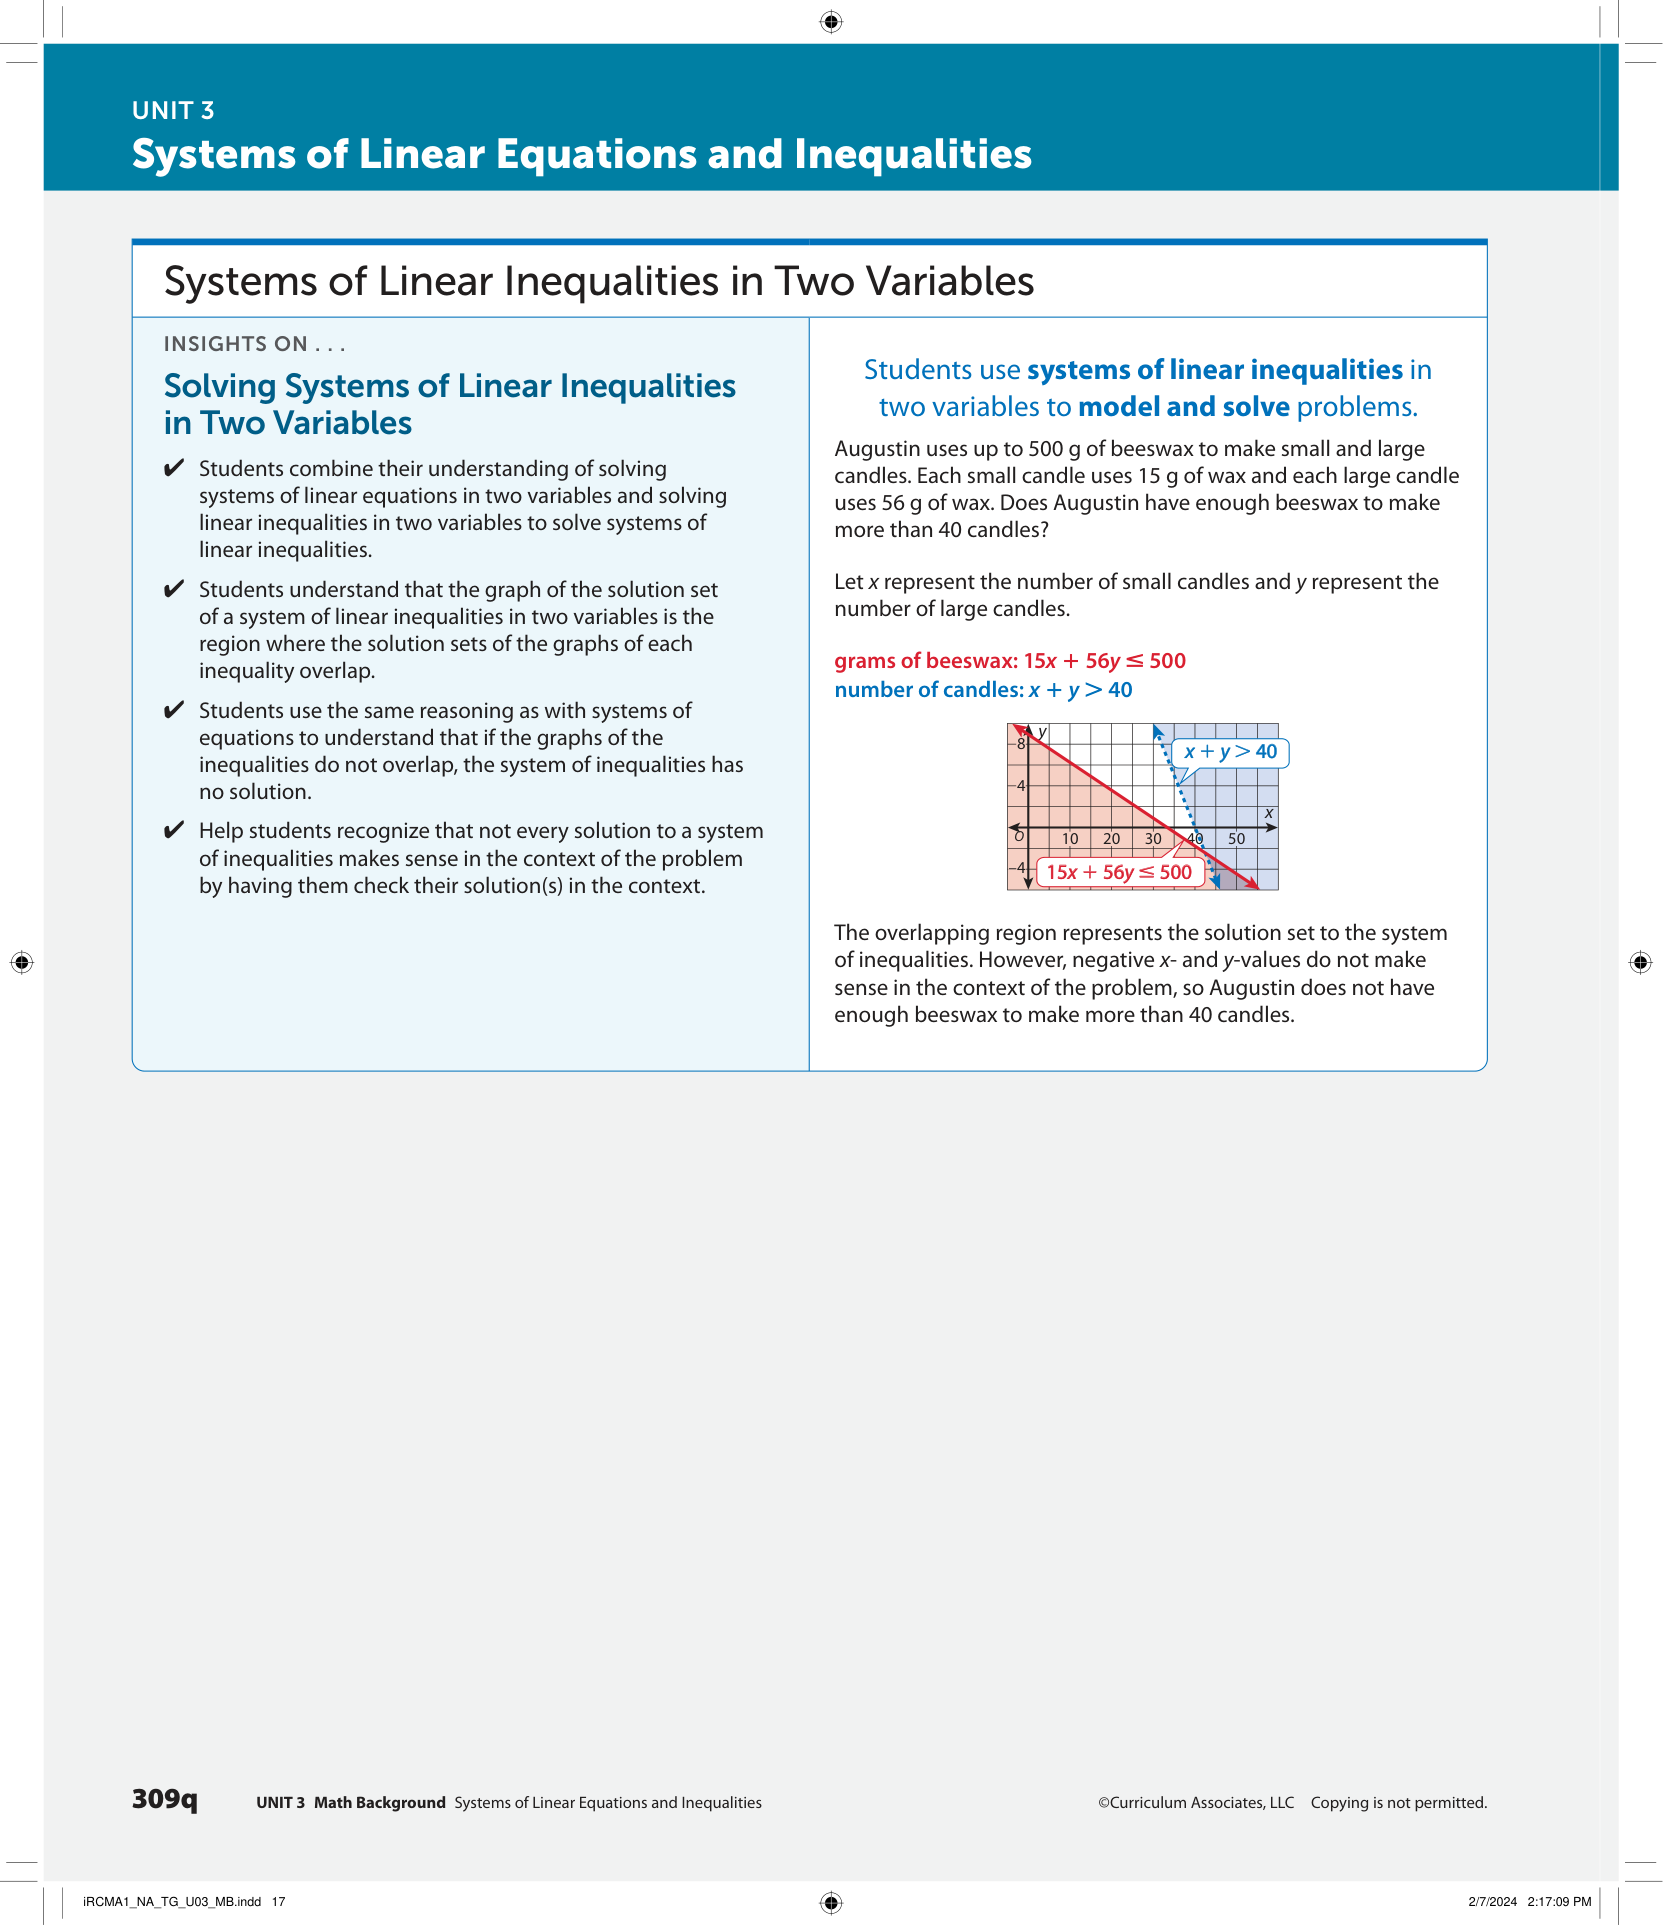 UNIT 3
Systems of Linear Equations and Inequalities
Systems of Linear Inequalities in Two Variables
INSIGHTS ON . . .
Solving Systems of Linear Inequalities
in Two Variables
✔ Students combine their understanding of solving
systems of linear equations in two variables and solving
linear inequalities in two variables to solve systems of
linear inequalities.
✔ Students understand that the graph of the solution set
of a system of linear inequalities in two variables is the
region where the solution sets of the graphs of each
inequality overlap.
✔ Students use the same reasoning as with systems of
equations to understand that if the graphs of the
inequalities do not overlap, the system of inequalities has
no solution.
✔ Help students recognize that not every solution to a system
of inequalities makes sense in the context of the problem
by having them check their solution(s) in the context.
Students use systems of linear inequalities in
two variables to model and solve problems.
Augustin uses up to 500 g of beeswax to make small and large
candles. Each small candle uses 15 g of wax and each large candle
uses 56 g of wax. Does Augustin have enough beeswax to make
more than 40 candles?
Let x represent the number of small candles and y represent the
number of large candles.
grams of beeswax: 15x + 56y ≤ 500
number of candles: x + y > 40
y
8
x + y > 40
4
x
O 10 20 30 40 50
−4
15x + 56y ≤ 500
The overlapping region represents the solution set to the system
of inequalities. However, negative x- and y-values do not make
sense in the context of the problem, so Augustin does not have
enough beeswax to make more than 40 candles.
309q UNIT 3 Math Background Systems of Linear Equations and Inequalities ©Curriculum Associates, LLC Copying is not permitted.
iRCMA1_NA_TG_U03_MB.indd 17 2/7/2024 2:17:09 PM